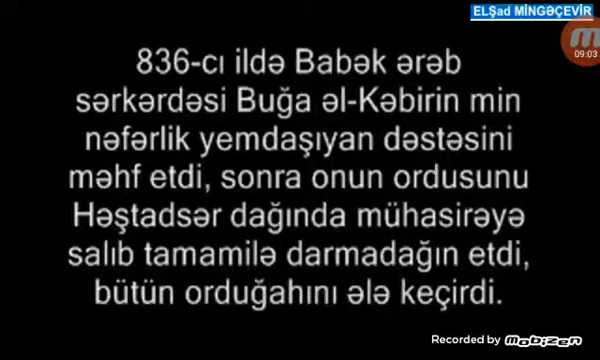 ELŞad MİNGƏÇEVİR
09:03
836-cı ildə Babək ərəb
sərkərdəsi Buğa əl-Kəbirin min
nəfərlik yemdaşıyan dəstəsini
məhf etdi, sonra onun ordusunu
Həştadsər dağında mühasirəyə
salıb tamamilə darmadağın etdi,
bütün orduğahını ələ keçirdi.
Recorded by mobizen